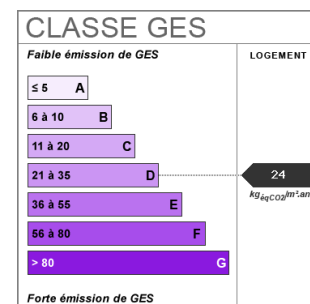 CLASSE GES
Faible émission de GES
LOGEMENT
≤ 5 A
6 à 10 B
11 à 20 C
21 à 35 D
24
kgéqCO2/m².an
36 à 55 E
56 à 80 F
> 80 G
Forte émission de GES